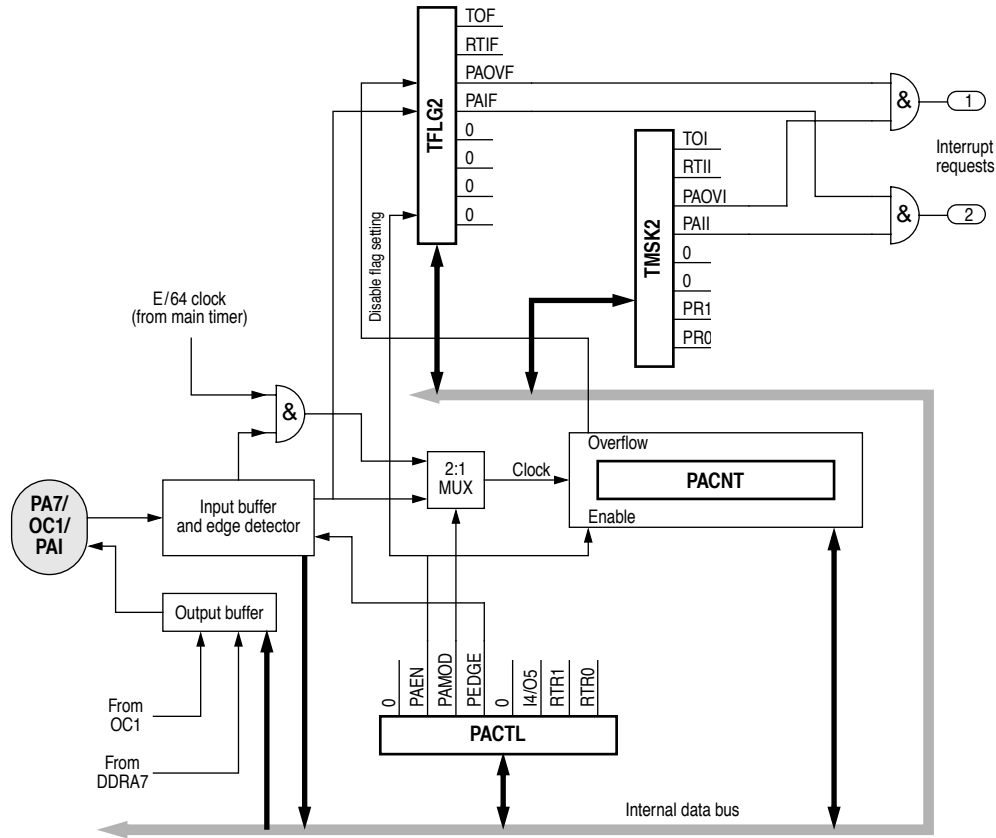 TOF
RTIF
PAOVF
PAIF
0
0
0
0
TFLG2
&
1
Interrupt
requests
&
2
TOI
RTII
PAOVI
PAII
0
0
PR1
PR0
TMSK2
Disable flag setting
E/64 clock
(from main timer)
&
2:1
MUX
Clock
Overflow
PACNT
Enable
PA7/
OC1/
PAI
Input buffer
and edge detector
Output buffer
From
OC1
From
DDRA7
0
PAEN
PAMOD
PEDGE
0
I4/O5
RTR1
RTR0
PACTL
Internal data bus